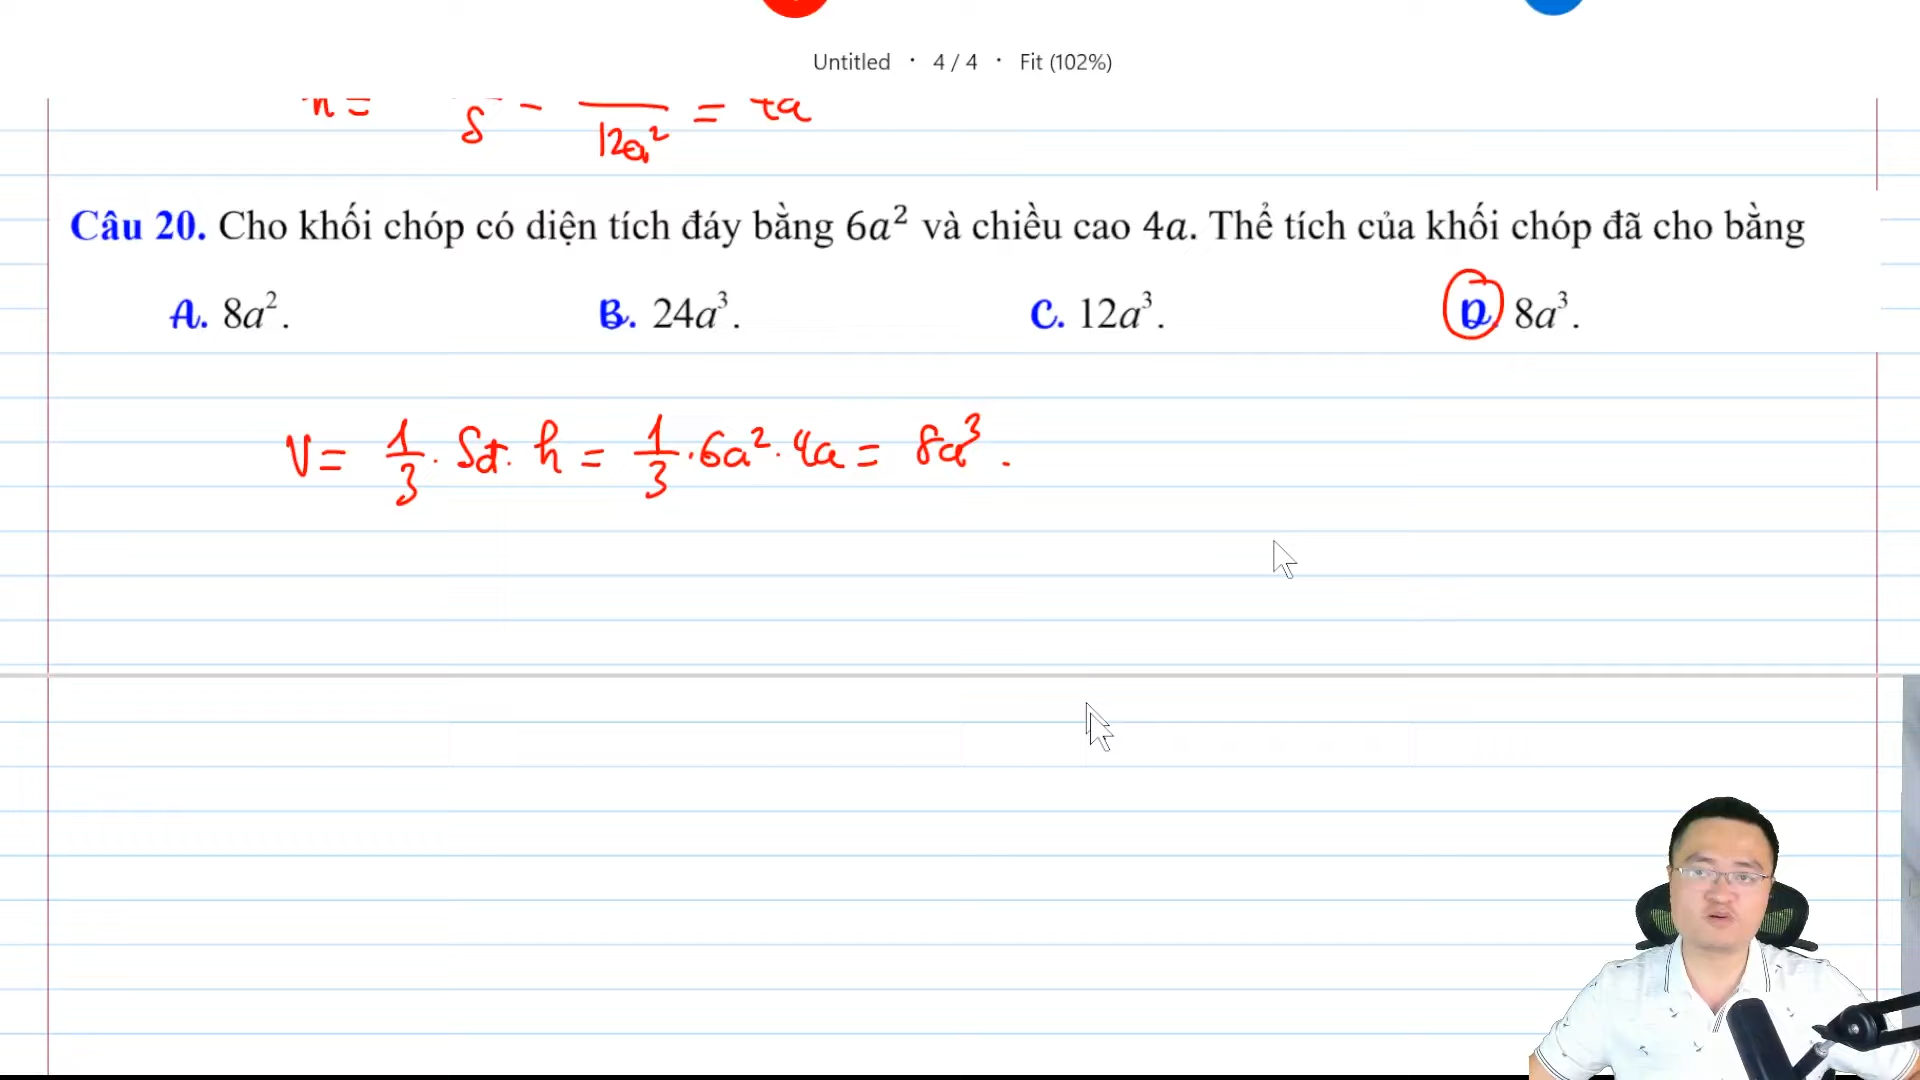 Untitled · 4 / 4 · Fit (102%)
h = S = 12a² = 4a
Câu 20. Cho khối chóp có diện tích đáy bằng 6a² và chiều cao 4a. Thể tích của khối chóp đã cho bằng
A. 8a². B. 24a³. C. 12a³. D. 8a³.
V = 1/3 · Sđ · h = 1/3 · 6a² · 4a = 8a³.